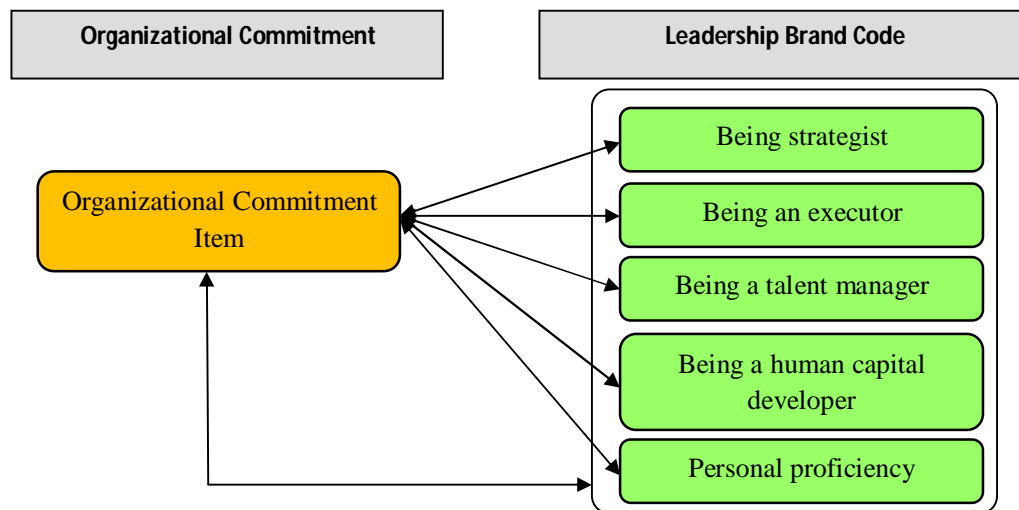 Organizational Commitment
Leadership Brand Code
Organizational Commitment
Item
Being strategist
Being an executor
Being a talent manager
Being a human capital
developer
Personal proficiency